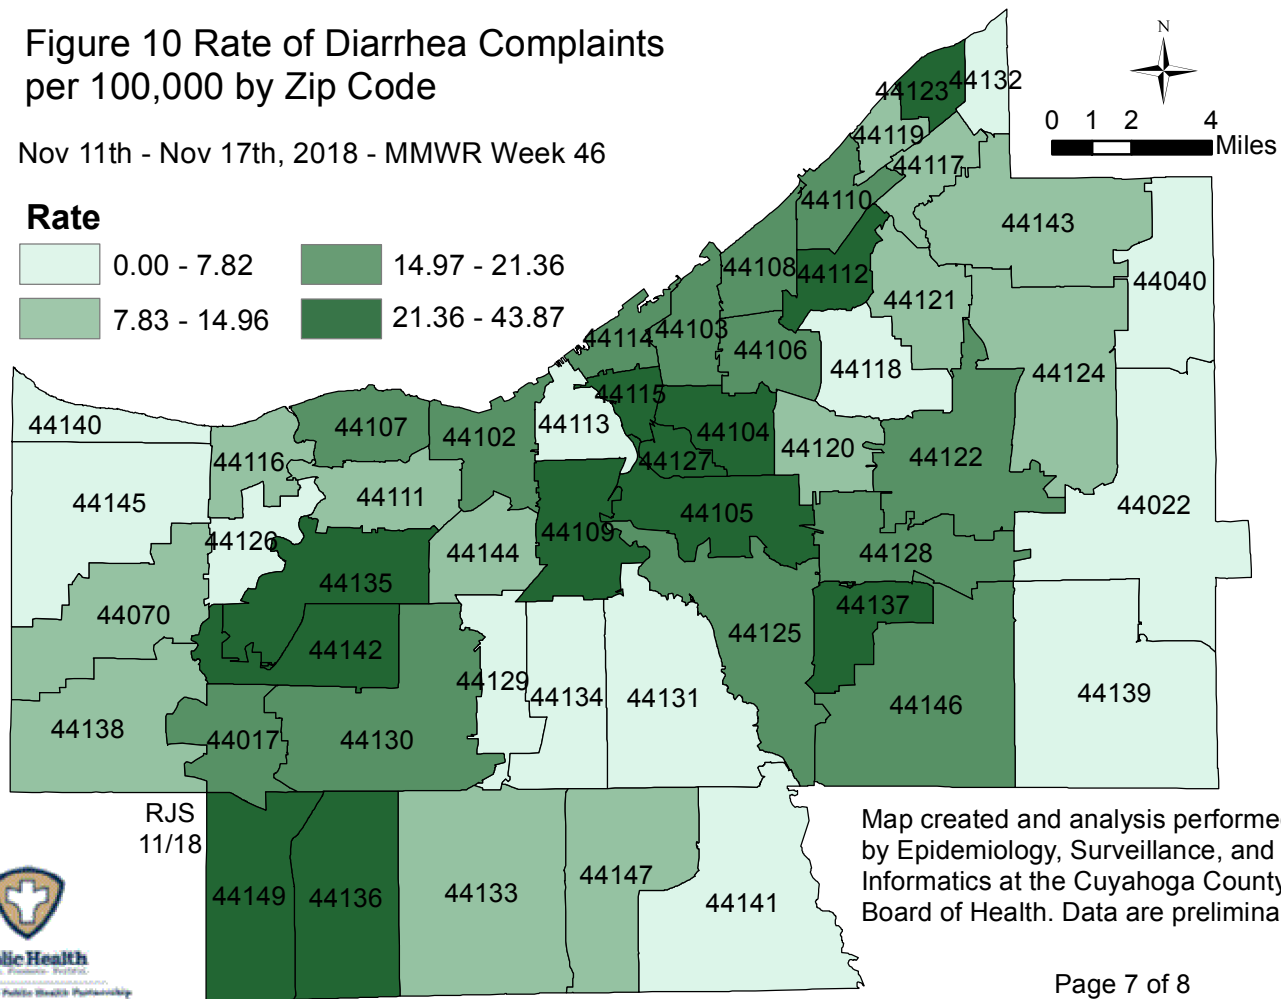 Figure 10 Rate of Diarrhea Complaints
per 100,000 by Zip Code
Nov 11th - Nov 17th, 2018 - MMWR Week 46
Rate
0.00 - 7.82
14.97 - 21.36
7.83 - 14.96
21.36 - 43.87
N
0 1 2 4
Miles
44123
44132
44119
44117
44110
44143
44108
44112
44040
44121
44114
44103
44106
44118
44124
44115
44140
44107
44102
44113
44104
44120
44122
44116
44127
44111
44145
44022
44105
44109
44126
44144
44128
44135
44070
44137
44125
44142
44129
44134
44131
44139
44146
44138
44017
44130
RJS
11/18
44149
44136
44133
44147
44141
Map created and analysis performe
by Epidemiology, Surveillance, and
Informatics at the Cuyahoga County
Board of Health. Data are prelimina
lic Health
Public Health Partnership
Page 7 of 8